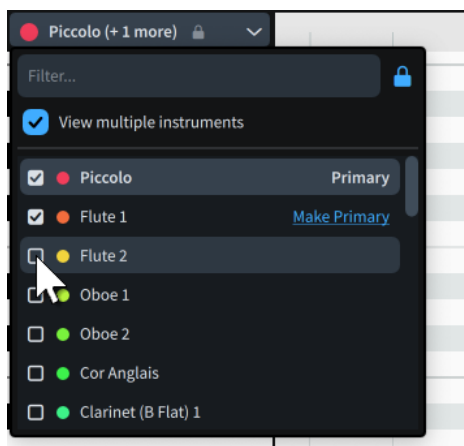 Piccolo (+ 1 more)
Filter...
View multiple instruments
Piccolo Primary
Flute 1 Make Primary
Flute 2
Oboe 1
Oboe 2
Cor Anglais
Clarinet (B Flat) 1